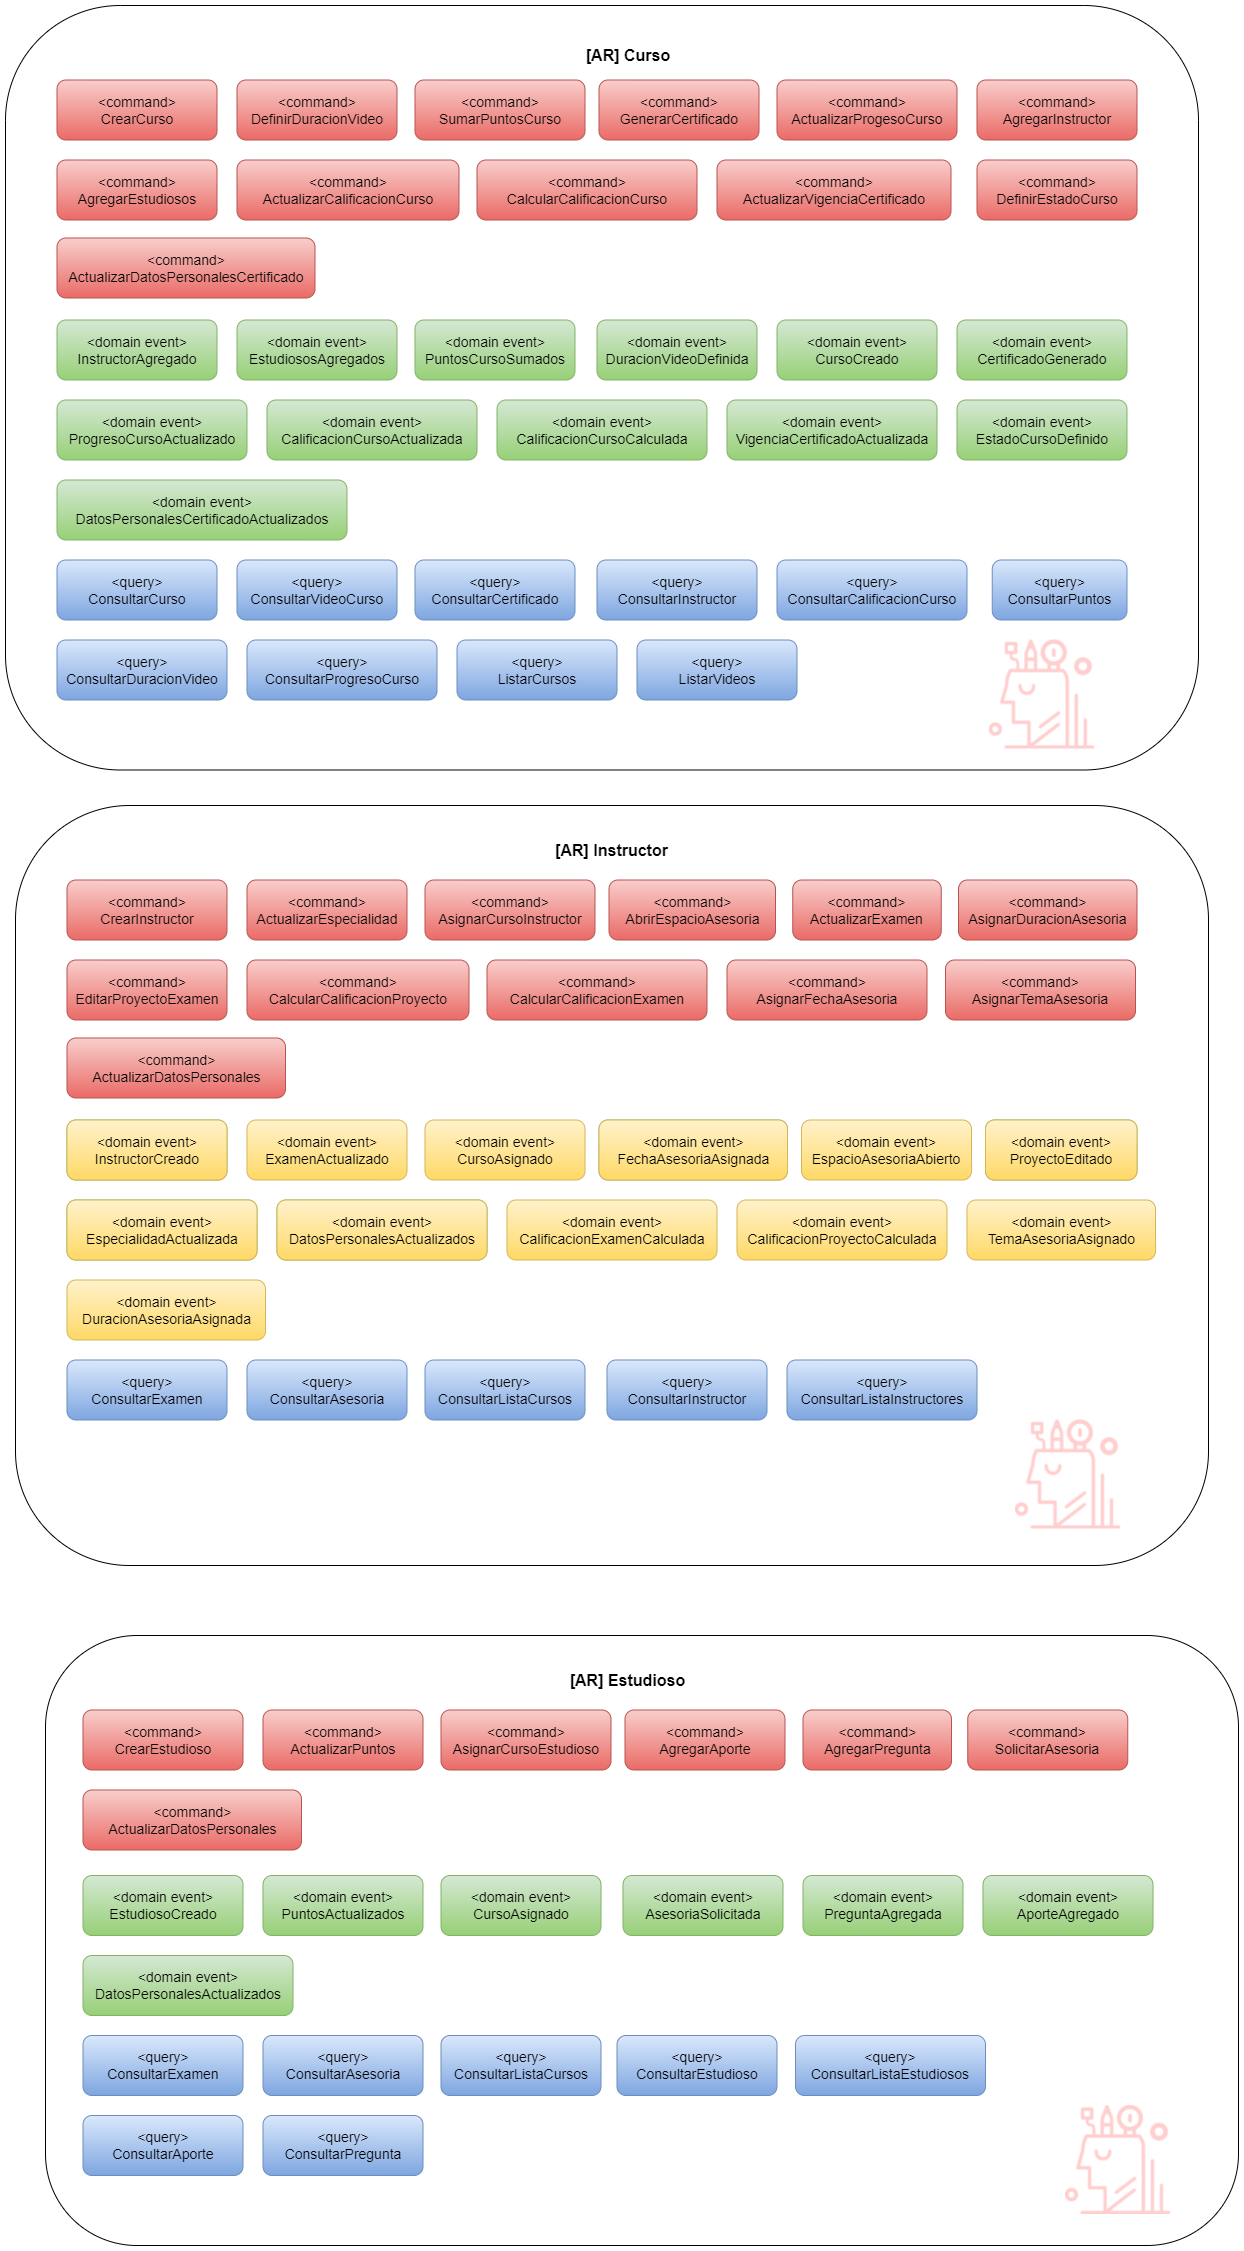 [AR] Curso
<command>
CrearCurso
<command>
DefinirDuracionVideo
<command>
SumarPuntosCurso
<command>
GenerarCertificado
<command>
ActualizarProgesoCurso
<command>
AgregarInstructor
<command>
AgregarEstudiosos
<command>
ActualizarCalificacionCurso
<command>
CalcularCalificacionCurso
<command>
ActualizarVigenciaCertificado
<command>
DefinirEstadoCurso
<command>
ActualizarDatosPersonalesCertificado
<domain event>
InstructorAgregado
<domain event>
EstudiososAgregados
<domain event>
PuntosCursoSumados
<domain event>
DuracionVideoDefinida
<domain event>
CursoCreado
<domain event>
CertificadoGenerado
<domain event>
ProgresoCursoActualizado
<domain event>
CalificacionCursoActualizada
<domain event>
CalificacionCursoCalculada
<domain event>
VigenciaCertificadoActualizada
<domain event>
EstadoCursoDefinido
<domain event>
DatosPersonalesCertificadoActualizados
<query>
ConsultarCurso
<query>
ConsultarVideoCurso
<query>
ConsultarCertificado
<query>
ConsultarInstructor
<query>
ConsultarCalificacionCurso
<query>
ConsultarPuntos
<query>
ConsultarDuracionVideo
<query>
ConsultarProgresoCurso
<query>
ListarCursos
<query>
ListarVideos
[AR] Instructor
<command>
CrearInstructor
<command>
ActualizarEspecialidad
<command>
AsignarCursoInstructor
<command>
AbrirEspacioAsesoria
<command>
ActualizarExamen
<command>
AsignarDuracionAsesoria
<command>
EditarProyectoExamen
<command>
CalcularCalificacionProyecto
<command>
CalcularCalificacionExamen
<command>
AsignarFechaAsesoria
<command>
AsignarTemaAsesoria
<command>
ActualizarDatosPersonales
<domain event>
InstructorCreado
<domain event>
ExamenActualizado
<domain event>
CursoAsignado
<domain event>
FechaAsesoriaAsignada
<domain event>
EspacioAsesoriaAbierto
<domain event>
ProyectoEditado
<domain event>
EspecialidadActualizada
<domain event>
DatosPersonalesActualizados
<domain event>
CalificacionExamenCalculada
<domain event>
CalificacionProyectoCalculada
<domain event>
TemaAsesoriaAsignado
<domain event>
DuracionAsesoriaAsignada
<query>
ConsultarExamen
<query>
ConsultarAsesoria
<query>
ConsultarListaCursos
<query>
ConsultarInstructor
<query>
ConsultarListaInstructores
[AR] Estudioso
<command>
CrearEstudioso
<command>
ActualizarPuntos
<command>
AsignarCursoEstudioso
<command>
AgregarAporte
<command>
AgregarPregunta
<command>
SolicitarAsesoria
<command>
ActualizarDatosPersonales
<domain event>
EstudiosoCreado
<domain event>
PuntosActualizados
<domain event>
CursoAsignado
<domain event>
AsesoriaSolicitada
<domain event>
PreguntaAgregada
<domain event>
AporteAgregado
<domain event>
DatosPersonalesActualizados
<query>
ConsultarExamen
<query>
ConsultarAsesoria
<query>
ConsultarListaCursos
<query>
ConsultarEstudioso
<query>
ConsultarListaEstudiosos
<query>
ConsultarAporte
<query>
ConsultarPregunta